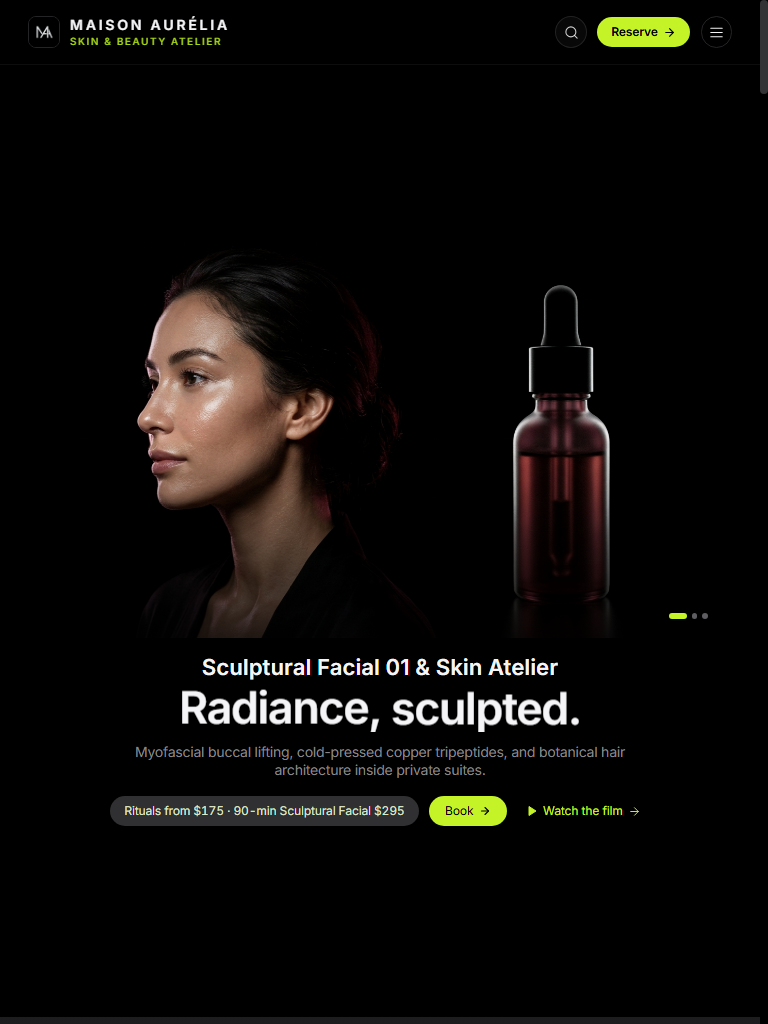 MA
MAISON AURÉLIA
SKIN & BEAUTY ATELIER
Reserve →
Sculptural Facial 01 & Skin Atelier
Radiance, sculpted.
Myofascial buccal lifting, cold-pressed copper tripeptides, and botanical hair
architecture inside private suites.
Rituals from $175 · 90-min Sculptural Facial $295
Book →
Watch the film →